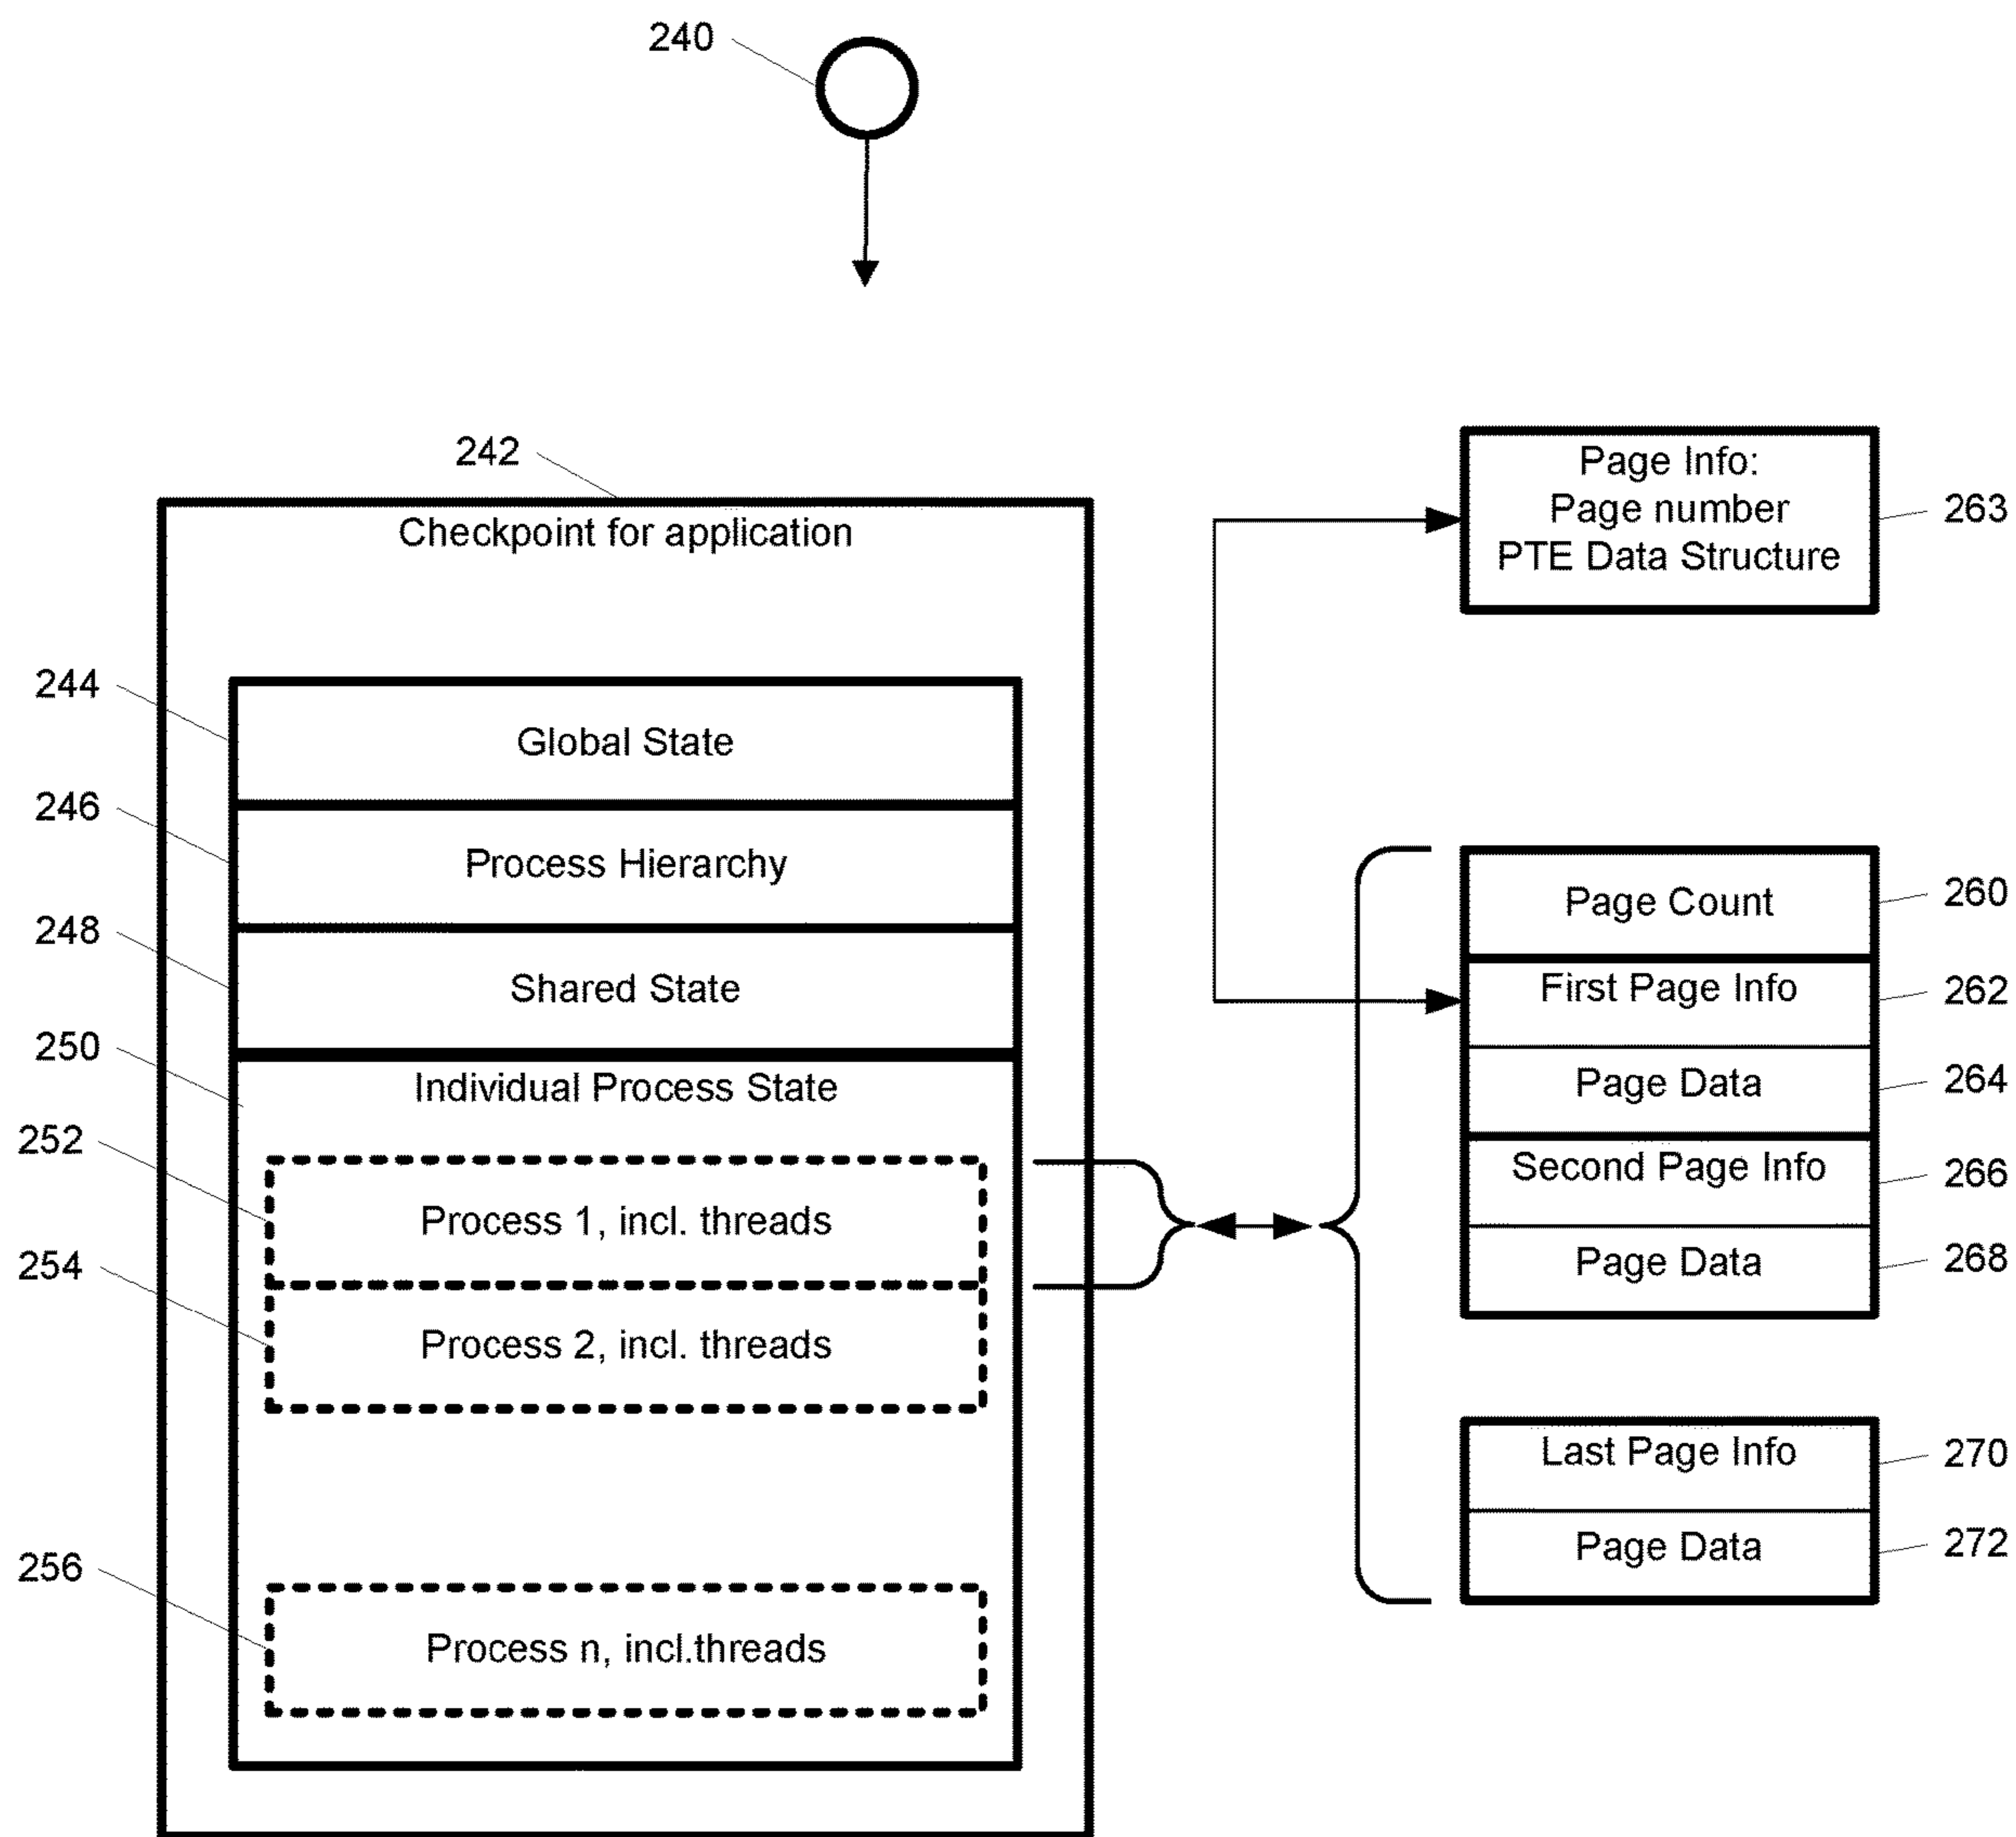 240
242
Checkpoint for application
Page Info:
Page number
PTE Data Structure
263
244
Global State
246
Process Hierarchy
248
Shared State
250
Individual Process State
252
Process 1, incl. threads
254
Process 2, incl. threads
256
Process n, incl.threads
Page Count
260
First Page Info
262
Page Data
264
Second Page Info
266
Page Data
268
Last Page Info
270
Page Data
272